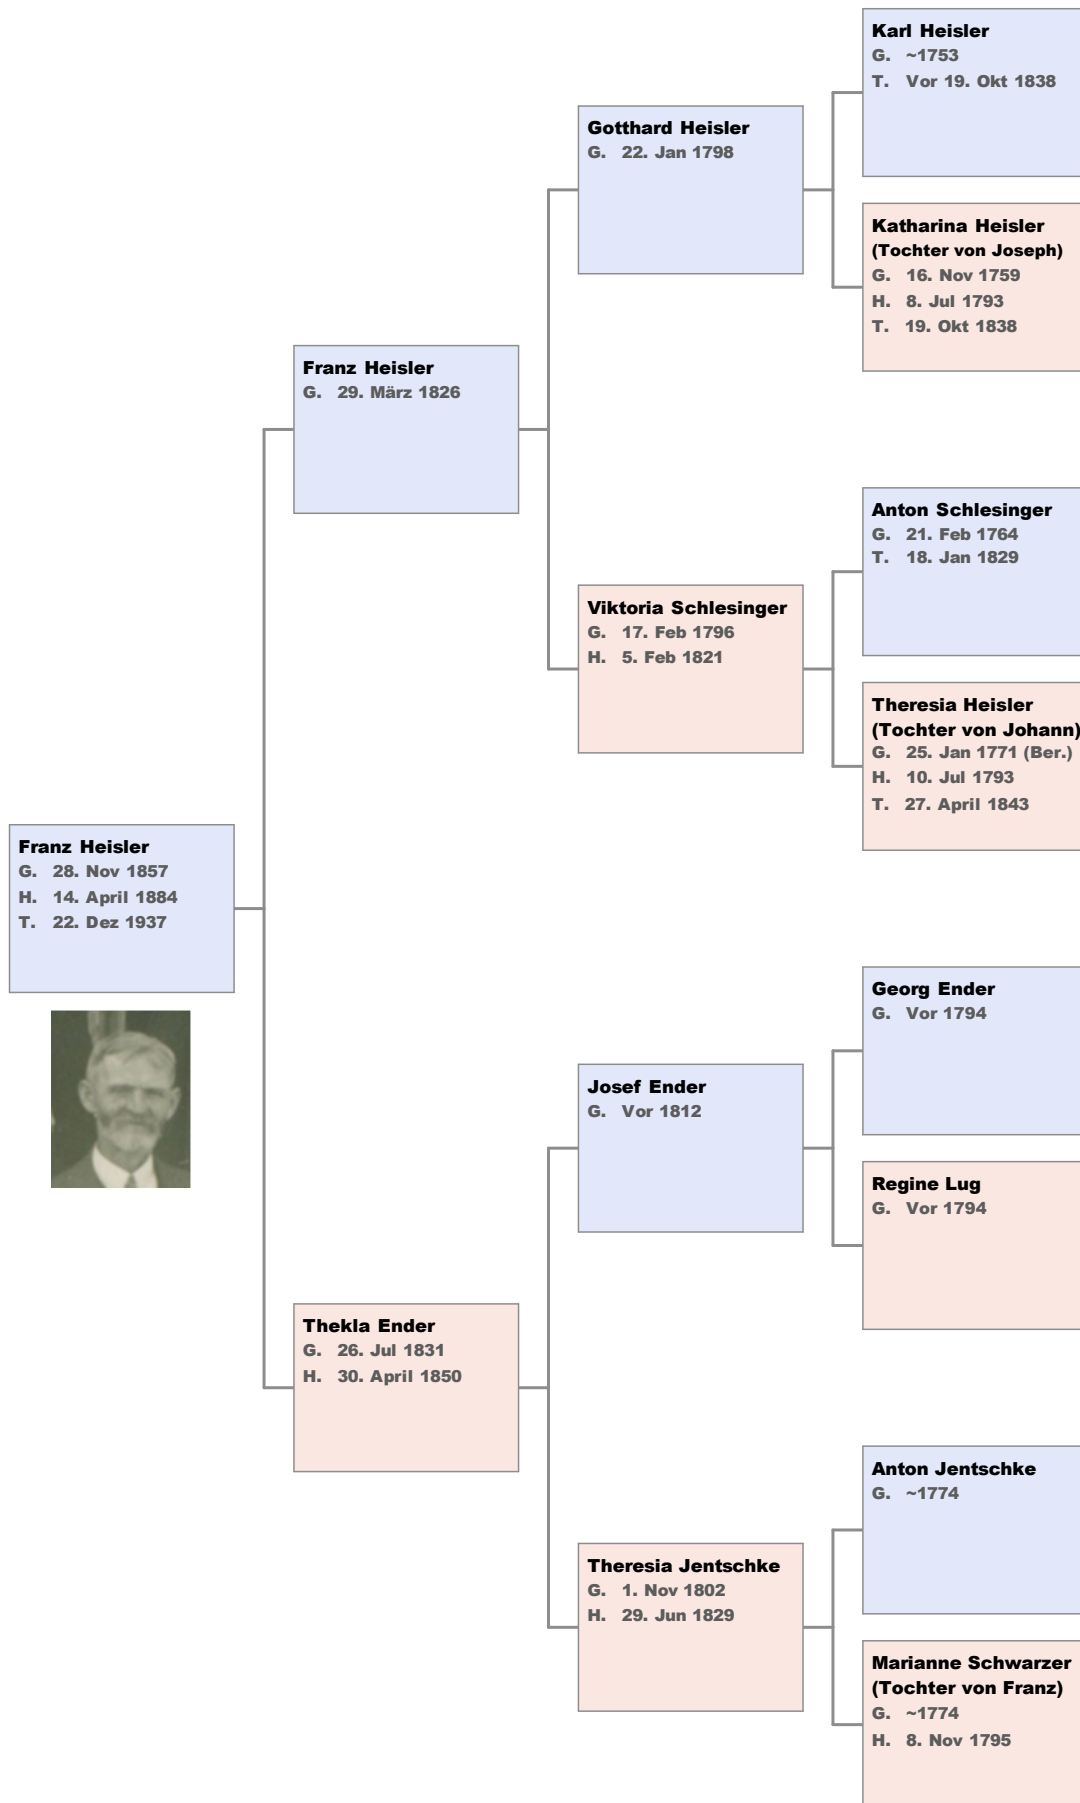 Karl Heisler
G. ~1753
T. Vor 19. Okt 1838
Gotthard Heisler
G. 22. Jan 1798
Katharina Heisler
(Tochter von Joseph)
G. 16. Nov 1759
H. 8. Jul 1793
T. 19. Okt 1838
Franz Heisler
G. 29. März 1826
Anton Schlesinger
G. 21. Feb 1764
T. 18. Jan 1829
Viktoria Schlesinger
G. 17. Feb 1796
H. 5. Feb 1821
Theresia Heisler
(Tochter von Johann)
G. 25. Jan 1771 (Ber.)
H. 10. Jul 1793
T. 27. April 1843
Franz Heisler
G. 28. Nov 1857
H. 14. April 1884
T. 22. Dez 1937
Georg Ender
G. Vor 1794
Josef Ender
G. Vor 1812
Regine Lug
G. Vor 1794
Thekla Ender
G. 26. Jul 1831
H. 30. April 1850
Anton Jentschke
G. ~1774
Theresia Jentschke
G. 1. Nov 1802
H. 29. Jun 1829
Marianne Schwarzer
(Tochter von Franz)
G. ~1774
H. 8. Nov 1795